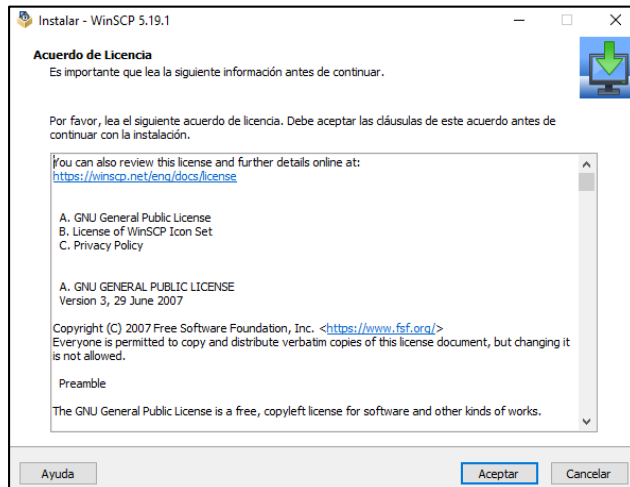 Instalar - WinSCP 5.19.1
Acuerdo de Licencia
Es importante que lea la siguiente información antes de continuar.
Por favor, lea el siguiente acuerdo de licencia. Debe aceptar las cláusulas de este acuerdo antes de
continuar con la instalación.
You can also review this license and further details online at:
https://winscp.net/eng/docs/license
A. GNU General Public License
B. License of WinSCP Icon Set
C. Privacy Policy
A. GNU GENERAL PUBLIC LICENSE
Version 3, 29 June 2007
Copyright (C) 2007 Free Software Foundation, Inc. <https://www.fsf.org/>
Everyone is permitted to copy and distribute verbatim copies of this license document, but changing it
is not allowed.
Preamble
The GNU General Public License is a free, copyleft license for software and other kinds of works.
Ayuda
Aceptar
Cancelar